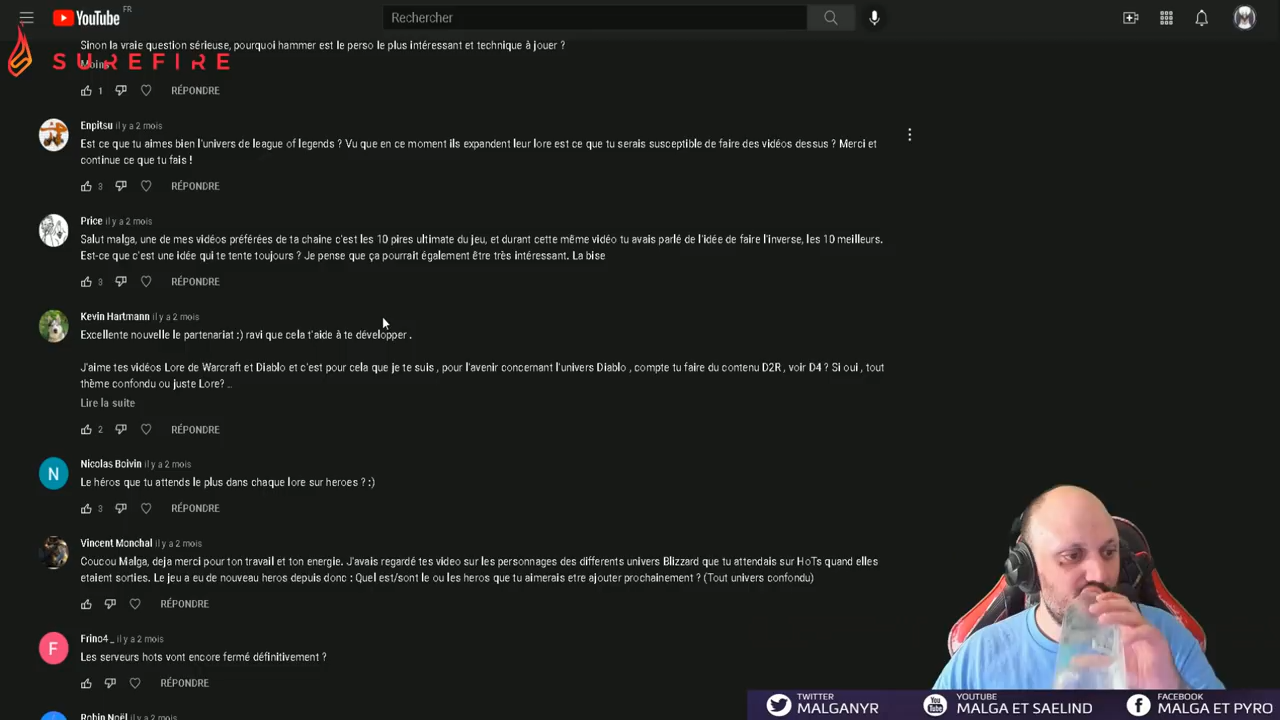 YouTube FR
Rechercher
Sinon la vraie question sérieuse, pourquoi hammer est le perso le plus intéressant et technique à jouer ?
SUREFIRE
Moins
1 RÉPONDRE
Enpitsu il y a 2 mois
Est ce que tu aimes bien l'univers de league of legends ? Vu que en ce moment ils expandent leur lore est ce que tu serais susceptible de faire des vidéos dessus ? Merci et
continue ce que tu fais !
3 RÉPONDRE
Price il y a 2 mois
Salut malga, une de mes vidéos préférées de ta chaine c'est les 10 pires ultimate du jeu, et durant cette même vidéo tu avais parlé de l'idée de faire l'inverse, les 10 meilleurs.
Est-ce que c'est une idée qui te tente toujours ? Je pense que ça pourrait également être très intéressant. La bise
3 RÉPONDRE
Kevin Hartmann il y a 2 mois
Excellente nouvelle le partenariat :) ravi que cela t'aide à te développer .
J'aime tes vidéos Lore de Warcraft et Diablo et c'est pour cela que je te suis , pour l'avenir concernant l'univers Diablo , compte tu faire du contenu D2R , voir D4 ? Si oui , tout
thème confondu ou juste Lore? ..
Lire la suite
2 RÉPONDRE
N
Nicolas Boivin il y a 2 mois
Le héros que tu attends le plus dans chaque lore sur heroes ? :)
3 RÉPONDRE
Vincent Monchal il y a 2 mois
Coucou Malga, deja merci pour ton travail et ton energie. J'avais regardé tes video sur les personnages des differents univers Blizzard que tu attendais sur HoTs quand elles
etaient sorties. Le jeu a eu de nouveau heros depuis donc : Quel est/sont le ou les heros que tu aimerais etre ajouter prochainement ? (Tout univers confondu)
RÉPONDRE
F
Frino4_ il y a 2 mois
Les serveurs hots vont encore fermé définitivement ?
RÉPONDRE
Robin Noël il y a 2 mois
TWITTER
MALGANYR
YOUTUBE
MALGA ET SAELIND
FACEBOOK
MALGA ET PYRO